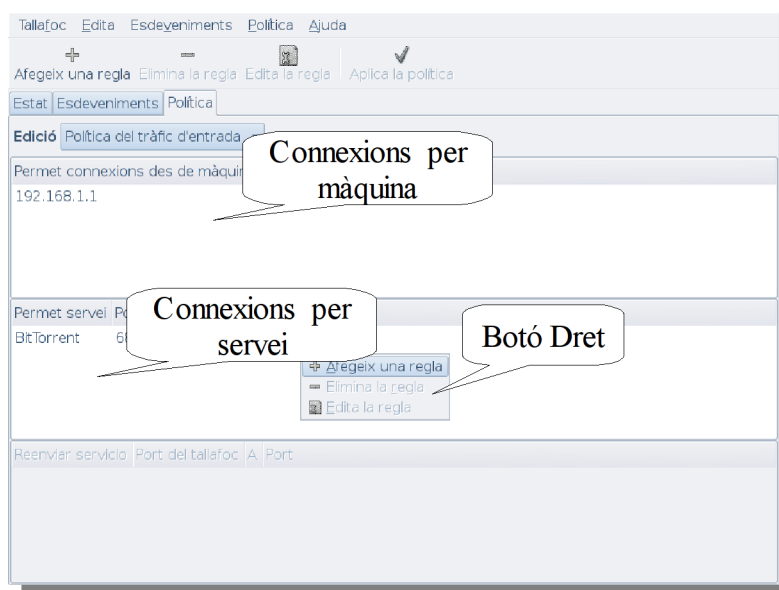 Tallafoc Edita Esdeveniments Política Ajuda
Afegeix una regla Elimina la regla Edita la regla Aplica la política
Estat Esdeveniments Política
Edició Política del tràfic d'entrada
Permet connexions des de
192.168.1.1
Connexions per
màquina
Permet servei
BitTorrent
Connexions per
servei
Botó Dret
Afegeix una regla
Elimina la regla
Edita la regla
Reenviar servicio Port del tallafoc A Port